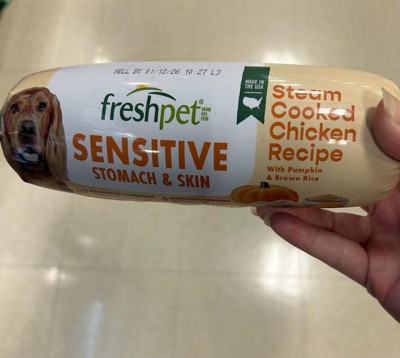 SELL BY 01/12/26 10:27 L3
freshpet®
SENSITIVE
STOMACH & SKIN
MADE IN
THE USA
Steam
Cooked
Chicken
Recipe
With Pumpkin
& Brown Rice